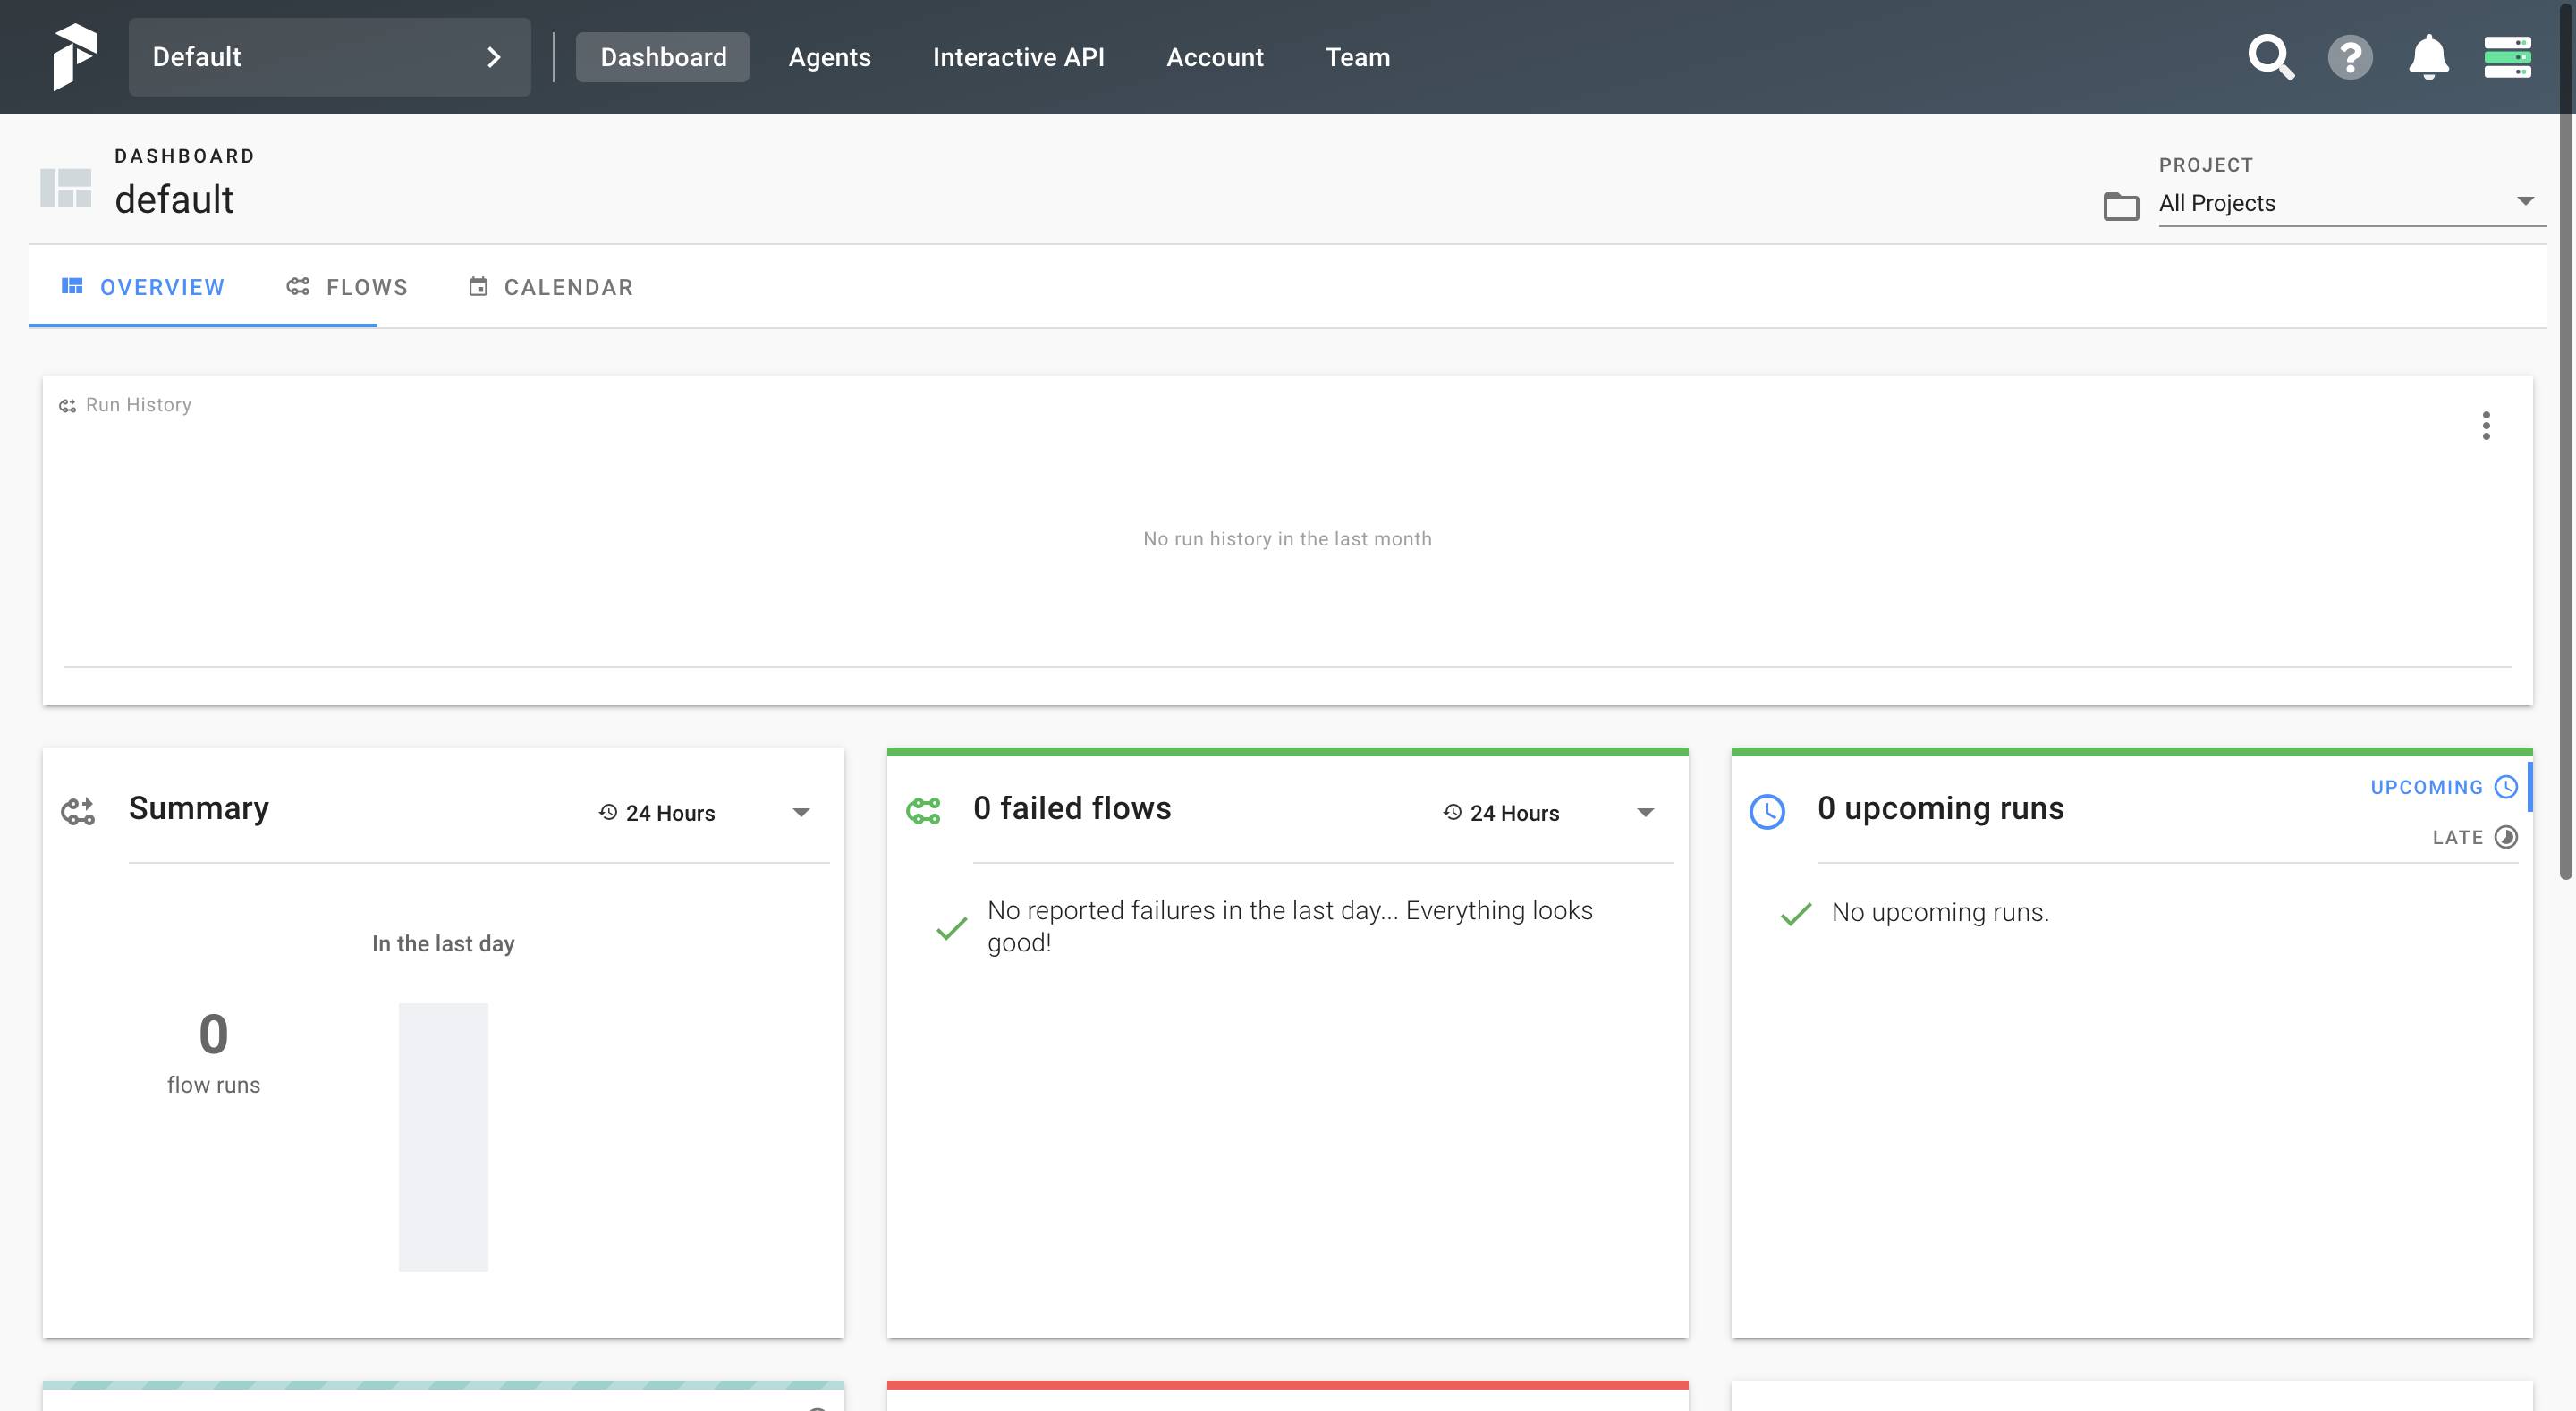 Default
Dashboard
Agents
Interactive API
Account
Team
DASHBOARD
default
PROJECT
All Projects
OVERVIEW
FLOWS
CALENDAR
Run History
No run history in the last month
Summary
24 Hours
In the last day
0
flow runs
0 failed flows
24 Hours
No reported failures in the last day... Everything looks
good!
0 upcoming runs
UPCOMING
LATE
No upcoming runs.